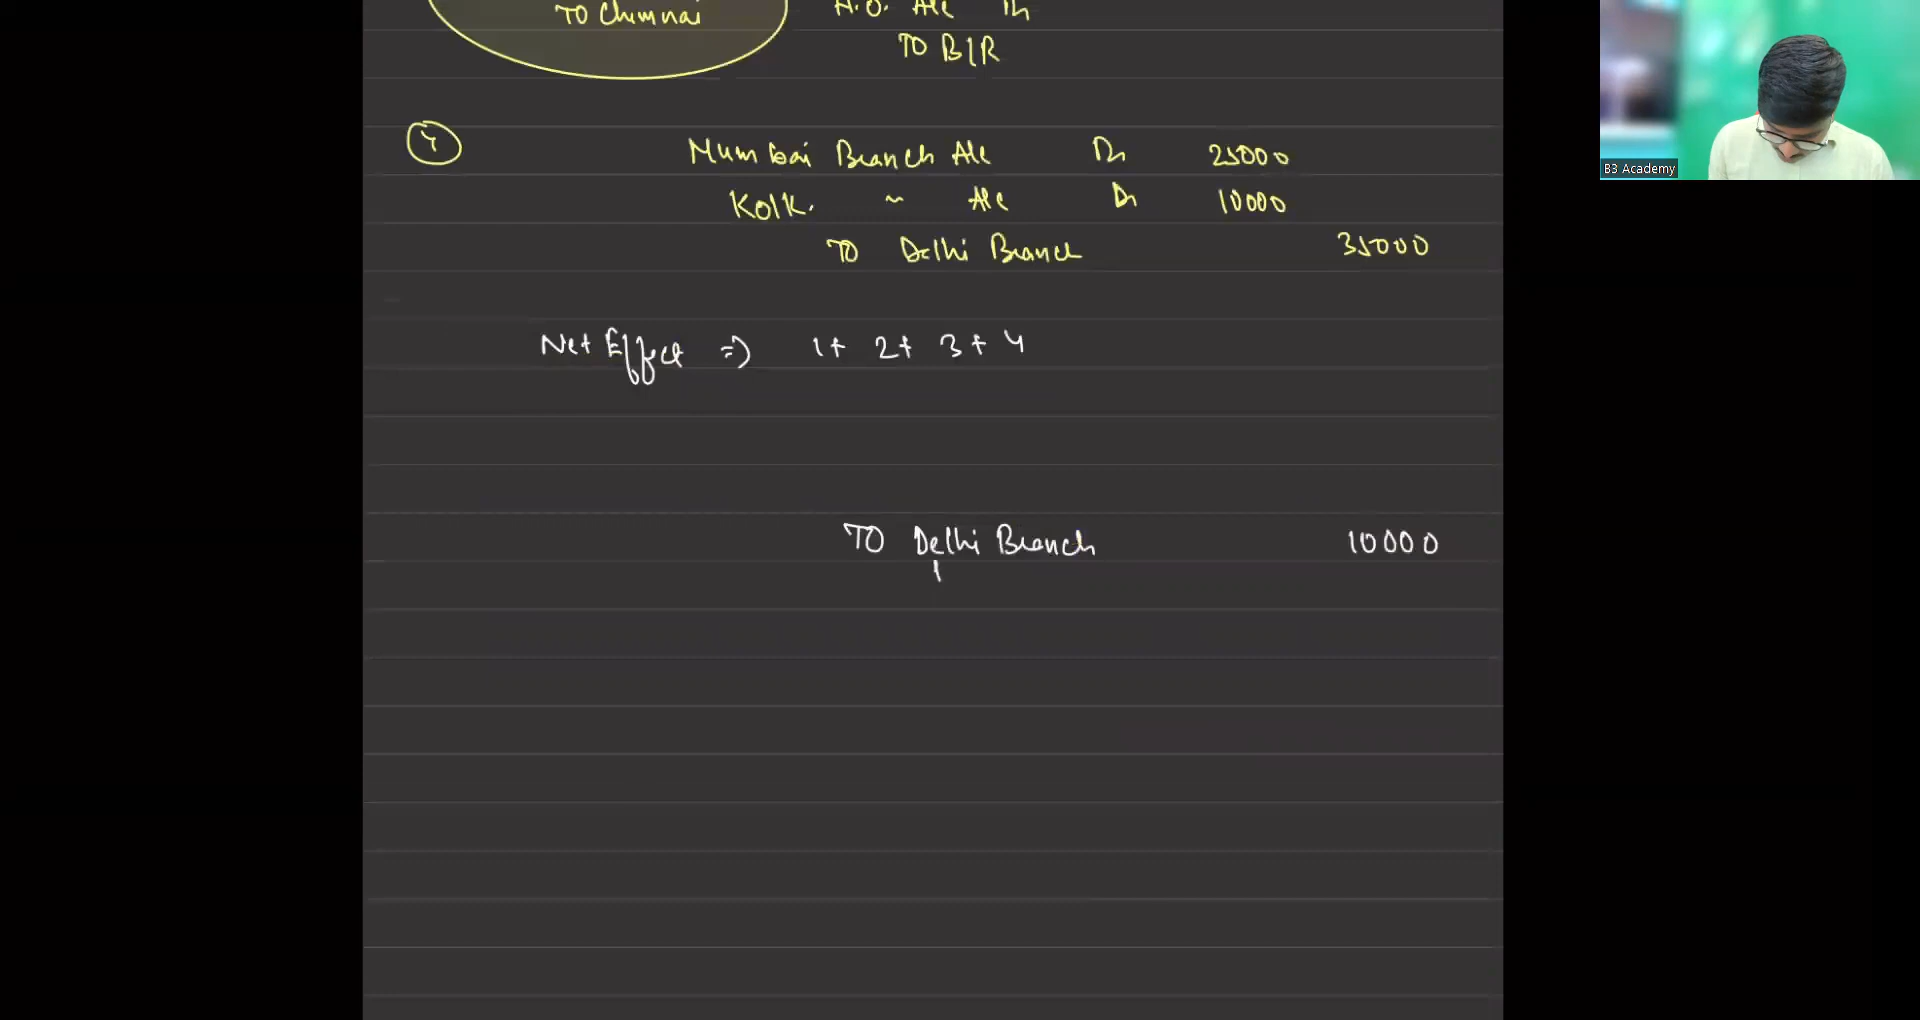 TO Chennai
H.O. A/c Dr
TO B/R
4
Mumbai Branch A/c Dr 25000
Kolk. ~ A/c Dr 10000
TO Delhi Branch 35000
Net Effect => 1+ 2+ 3+ 4
TO Delhi Branch 10000
B3 Academy